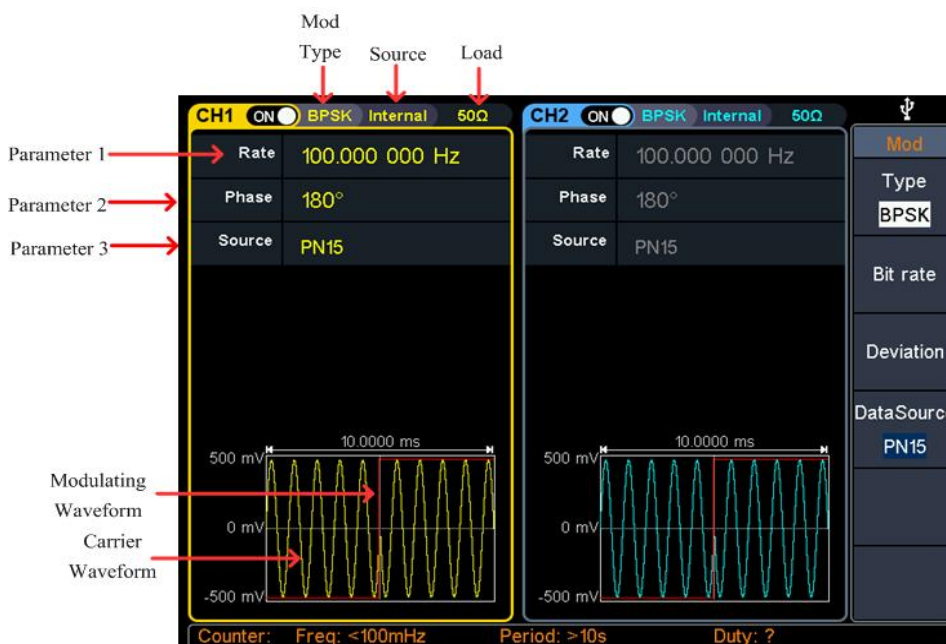 Mod
Type
Source
Load
CH1 ON BPSK Internal 50Ω
CH2 ON BPSK Internal 50Ω
Mod
Parameter 1
Rate 100.000 000 Hz
Rate 100.000 000 Hz
Type
BPSK
Parameter 2
Phase 180°
Phase 180°
Parameter 3
Source PN15
Source PN15
Bit rate
Deviation
DataSourc
PN15
10.0000 ms
500 mV
0 mV
-500 mV
10.0000 ms
500 mV
0 mV
-500 mV
Modulating
Waveform
Carrier
Waveform
Counter: Freq: <100mHz Period: >10s Duty: ?